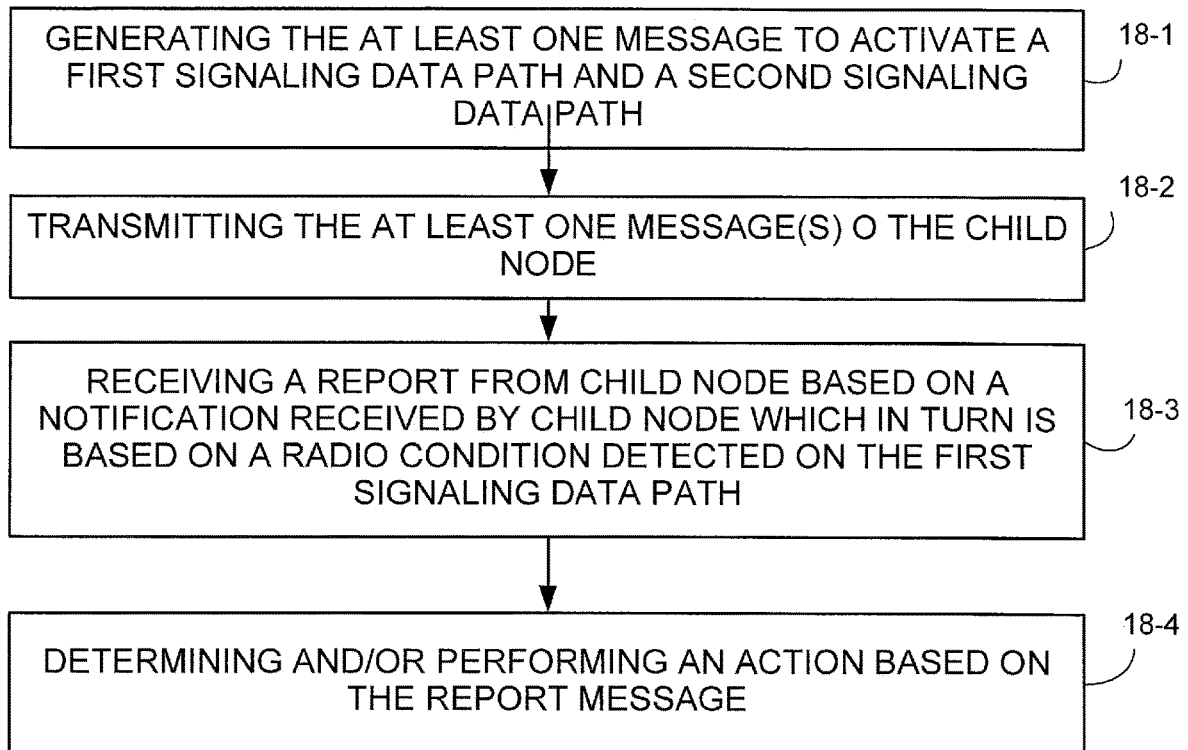 GENERATING THE AT LEAST ONE MESSAGE TO ACTIVATE A
FIRST SIGNALING DATA PATH AND A SECOND SIGNALING
DATA PATH
18-1
TRANSMITTING THE AT LEAST ONE MESSAGE(S) O THE CHILD
NODE
18-2
RECEIVING A REPORT FROM CHILD NODE BASED ON A
NOTIFICATION RECEIVED BY CHILD NODE WHICH IN TURN IS
BASED ON A RADIO CONDITION DETECTED ON THE FIRST
SIGNALING DATA PATH
18-3
DETERMINING AND/OR PERFORMING AN ACTION BASED ON
THE REPORT MESSAGE
18-4